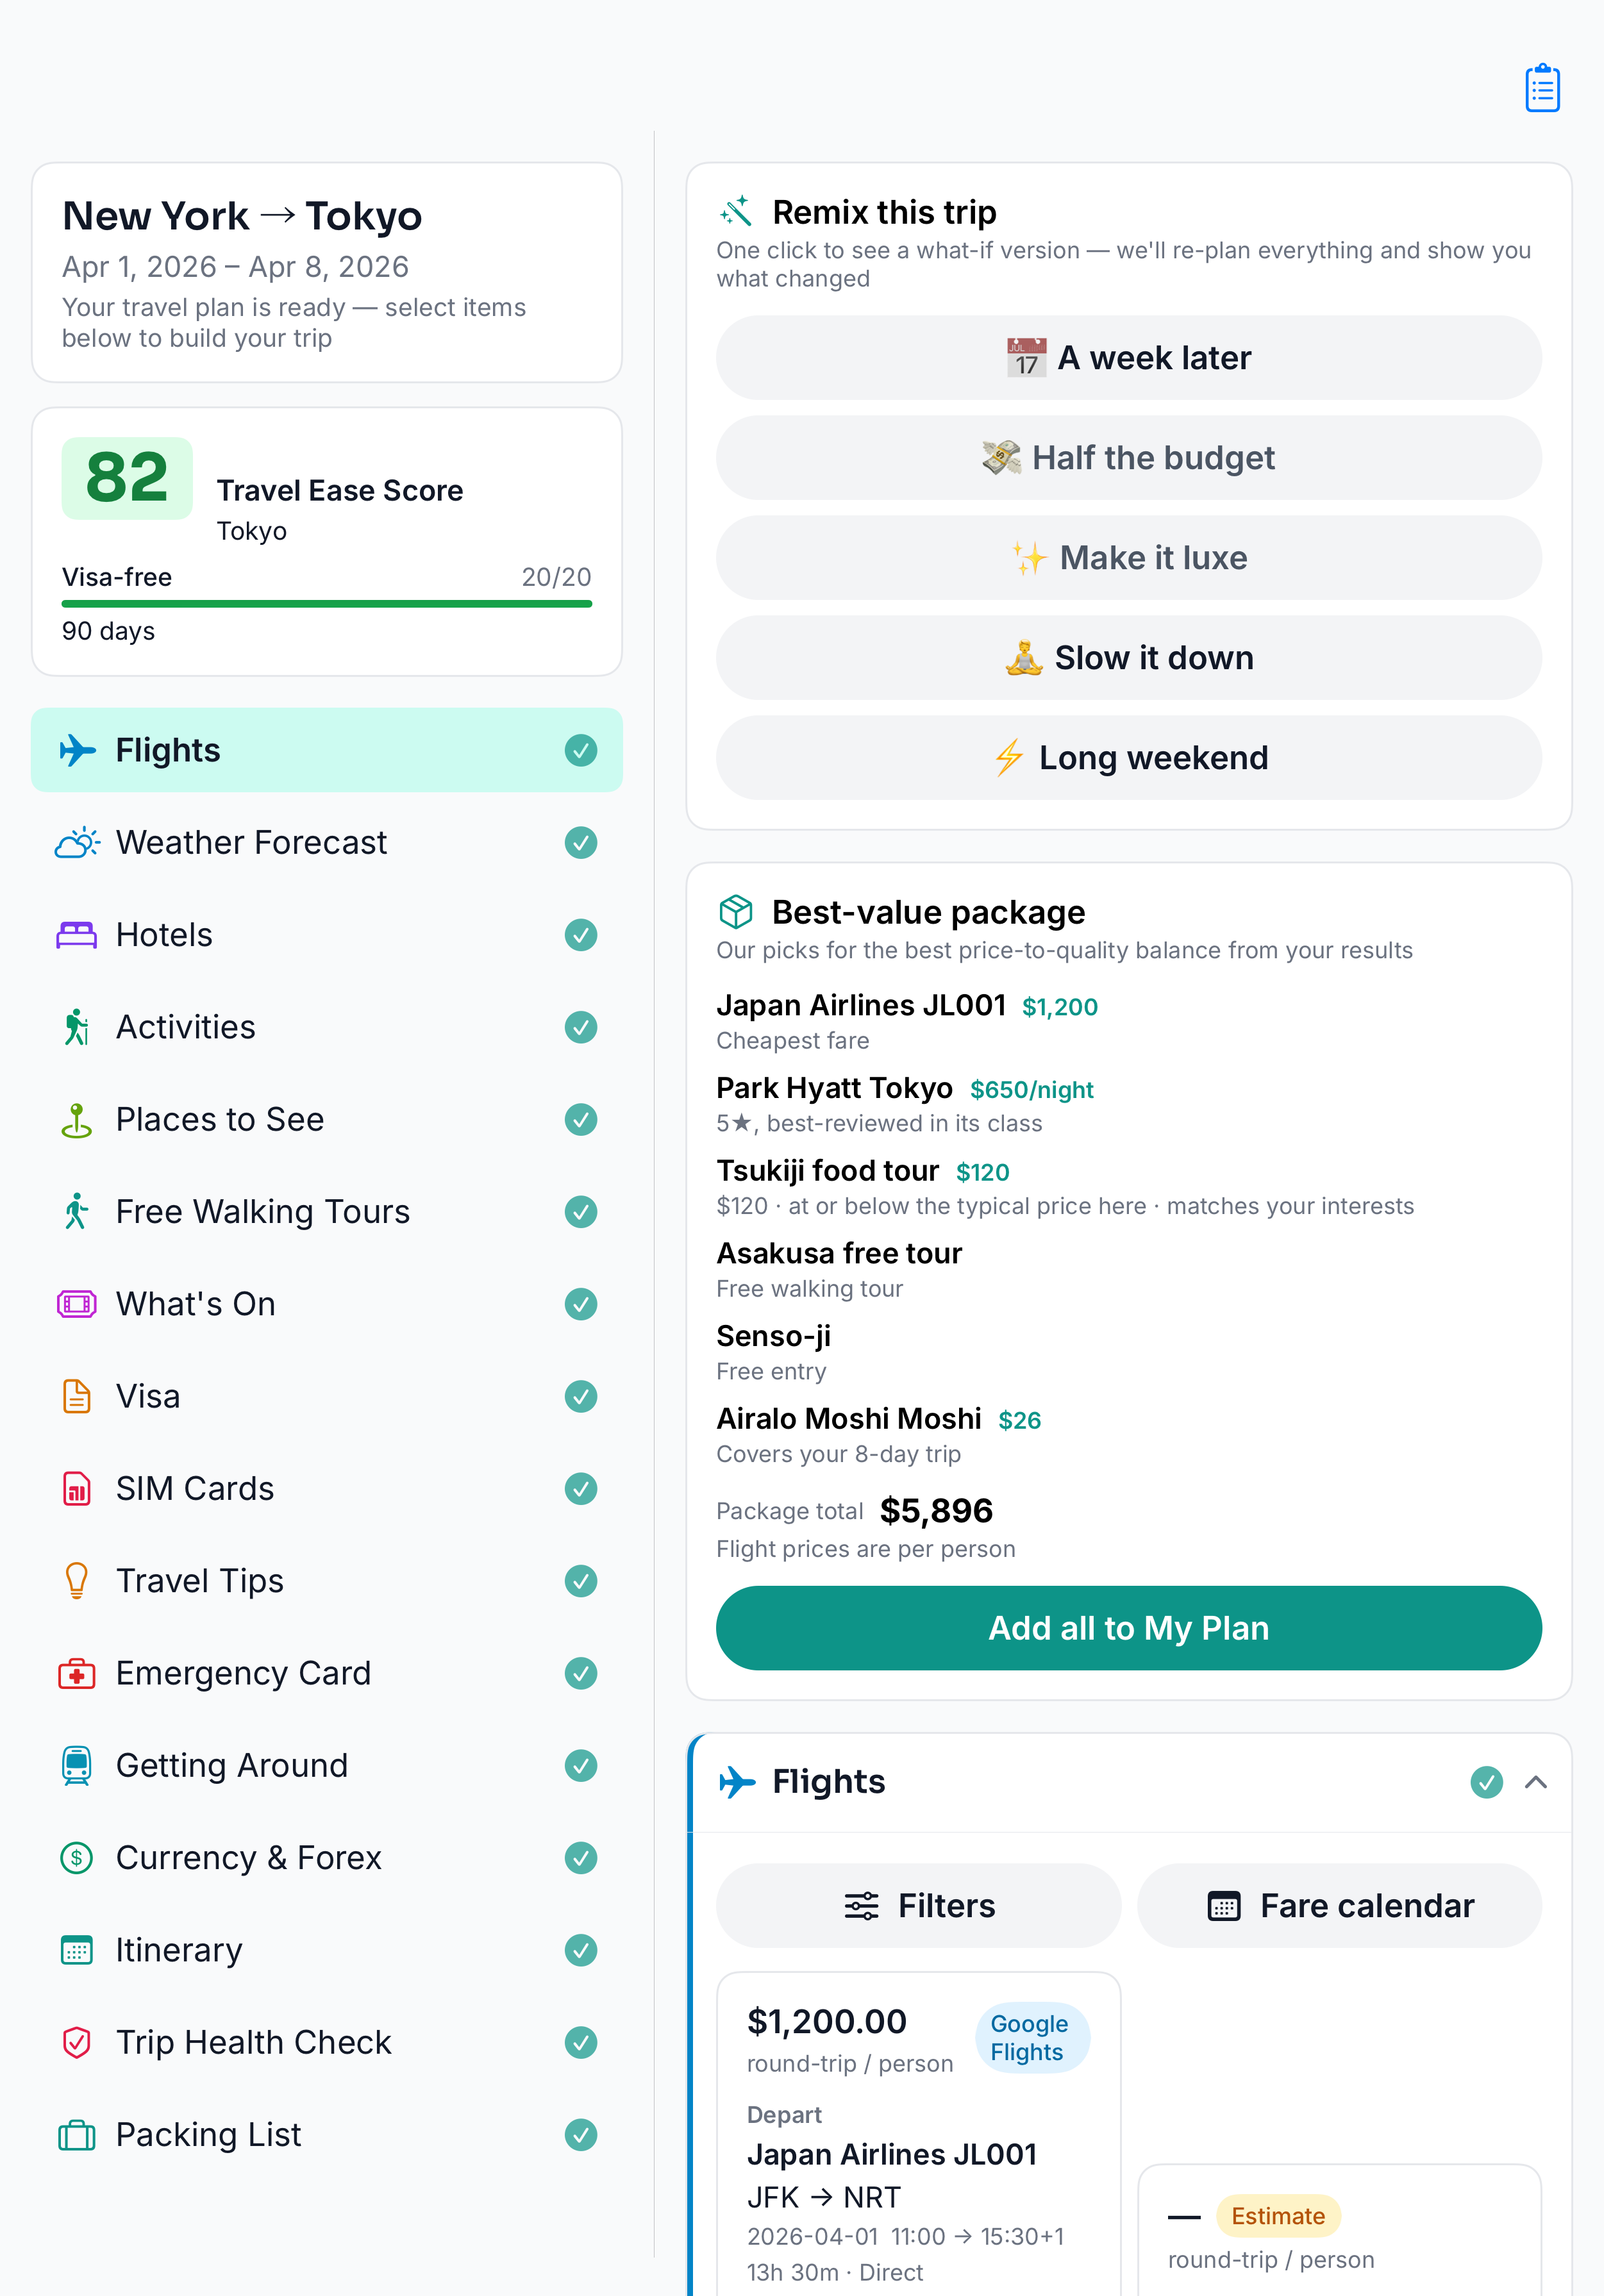 New York → Tokyo
Apr 1, 2026 – Apr 8, 2026
Your travel plan is ready — select items
below to build your trip
82
Travel Ease Score
Tokyo
Visa-free 20/20
90 days
Flights
Weather Forecast
Hotels
Activities
Places to See
Free Walking Tours
What's On
Visa
SIM Cards
Travel Tips
Emergency Card
Getting Around
$
Currency & Forex
Itinerary
Trip Health Check
Packing List
Remix this trip
One click to see a what-if version — we'll re-plan everything and show you
what changed
JUL
17
A week later
💸 Half the budget
✨ Make it luxe
🧘 Slow it down
⚡ Long weekend
Best-value package
Our picks for the best price-to-quality balance from your results
Japan Airlines JL001 $1,200
Cheapest fare
Park Hyatt Tokyo $650/night
5★, best-reviewed in its class
Tsukiji food tour $120
$120 · at or below the typical price here · matches your interests
Asakusa free tour
Free walking tour
Senso-ji
Free entry
Airalo Moshi Moshi $26
Covers your 8-day trip
Package total $5,896
Flight prices are per person
Add all to My Plan
Flights
Filters
Fare calendar
$1,200.00
Google
Flights
round-trip / person
Depart
Japan Airlines JL001
JFK → NRT
2026-04-01 11:00 → 15:30+1
13h 30m · Direct
— Estimate
round-trip / person